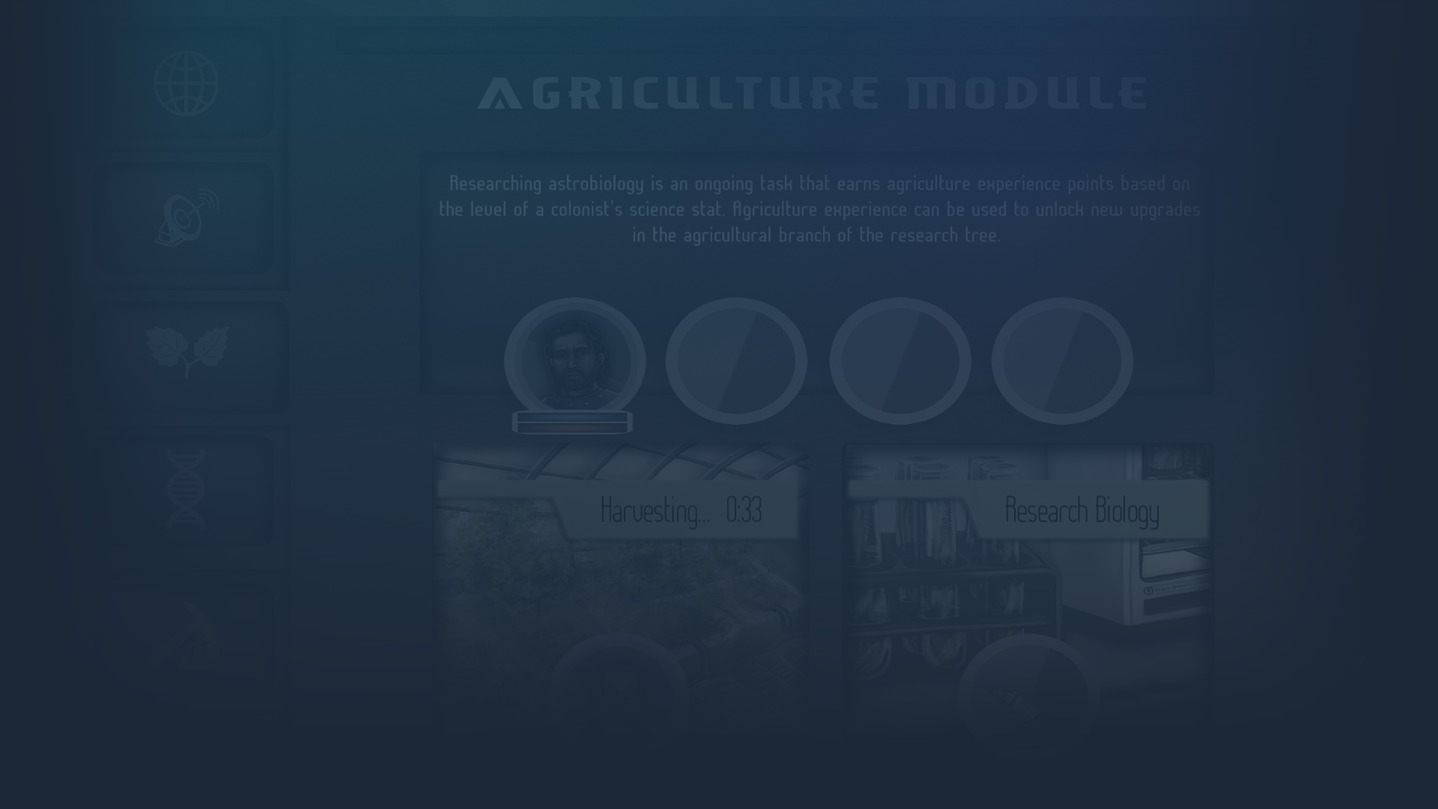 AGRICULTURE MODULE
Researching astrobiology is an ongoing task that earns agriculture experience points based on
the level of a colonist's science stat. Agriculture experience can be used to unlock new upgrades
in the agricultural branch of the research tree.
Harvesting... 0:33
Research Biology